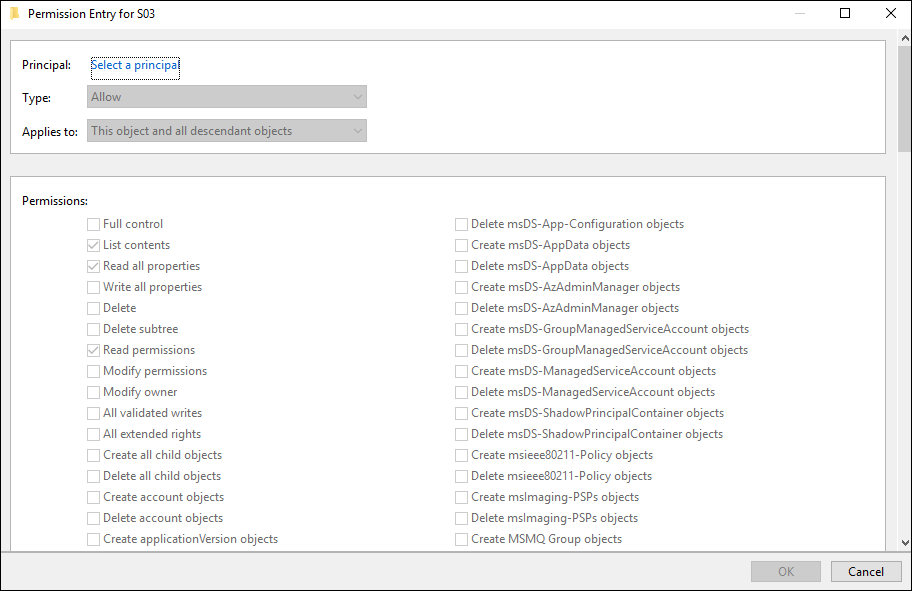 Permission Entry for S03
Principal: Select a principal
Type: Allow
Applies to: This object and all descendant objects
Permissions:
Full control
List contents
Read all properties
Write all properties
Delete
Delete subtree
Read permissions
Modify permissions
Modify owner
All validated writes
All extended rights
Create all child objects
Delete all child objects
Create account objects
Delete account objects
Create applicationVersion objects
Delete msDS-App-Configuration objects
Create msDS-AppData objects
Delete msDS-AppData objects
Create msDS-AzAdminManager objects
Delete msDS-AzAdminManager objects
Create msDS-GroupManagedServiceAccount objects
Delete msDS-GroupManagedServiceAccount objects
Create msDS-ManagedServiceAccount objects
Delete msDS-ManagedServiceAccount objects
Create msDS-ShadowPrincipalContainer objects
Delete msDS-ShadowPrincipalContainer objects
Create msieee80211-Policy objects
Delete msieee80211-Policy objects
Create msImaging-PSPs objects
Delete msImaging-PSPs objects
Create MSMQ Group objects
OK
Cancel